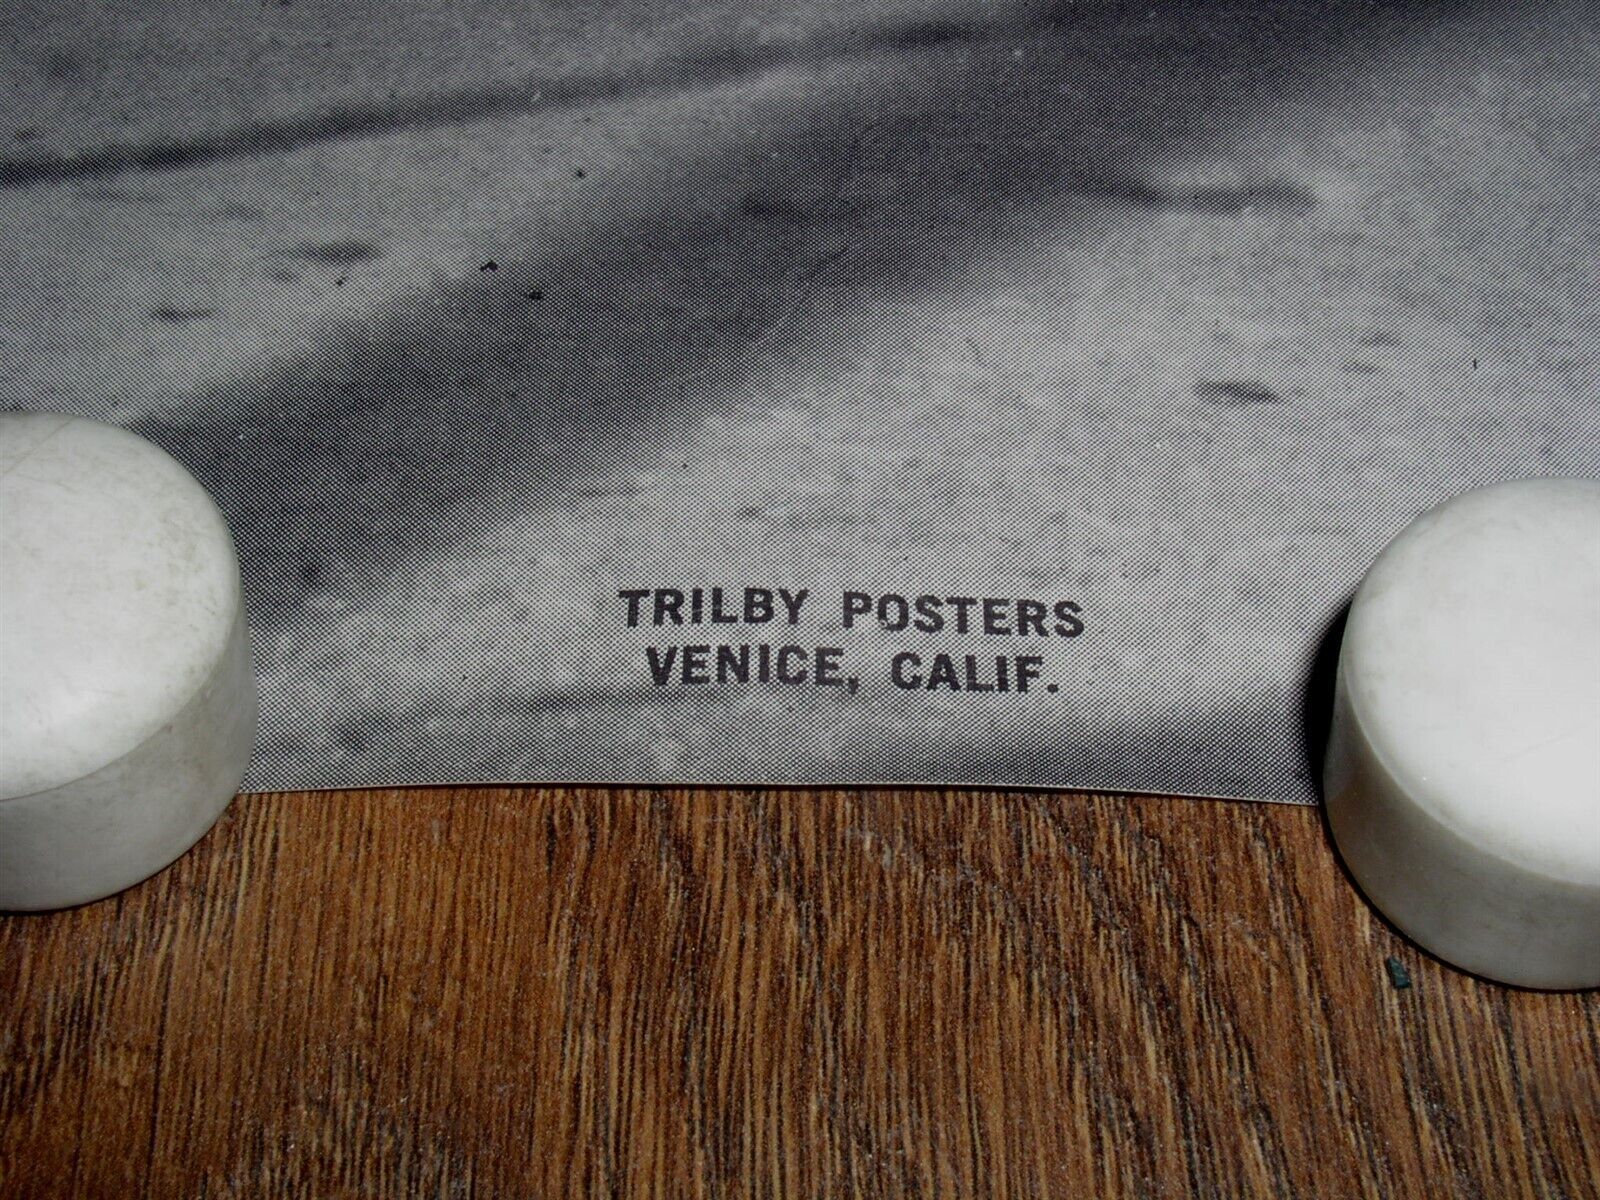 TRILBY POSTERS
VENICE, CALIF.